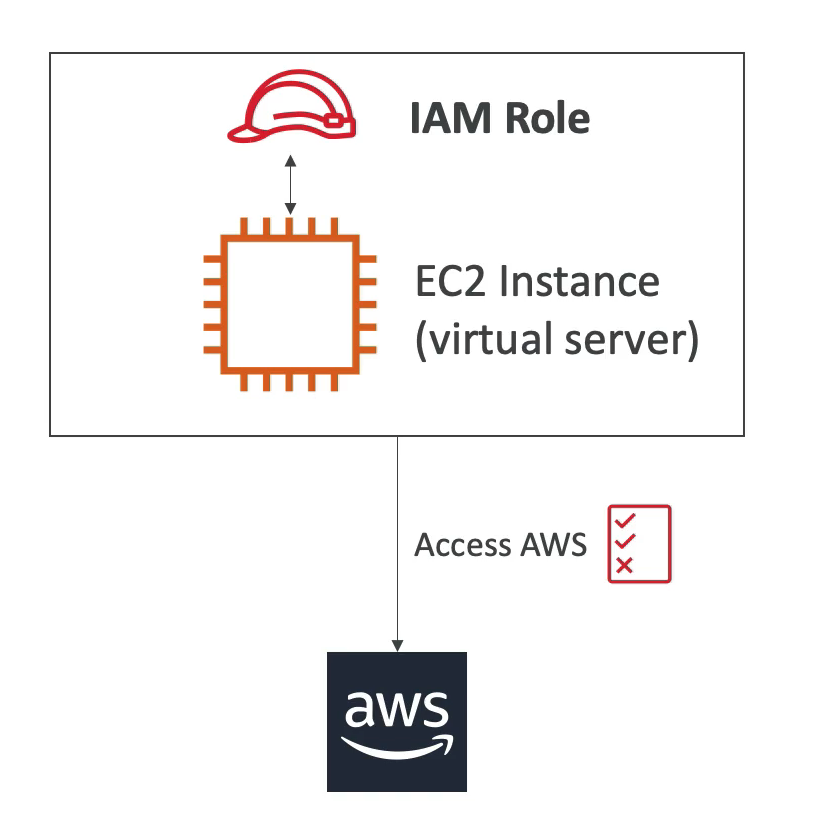 IAM Role
EC2 Instance
(virtual server)
Access AWS
aws